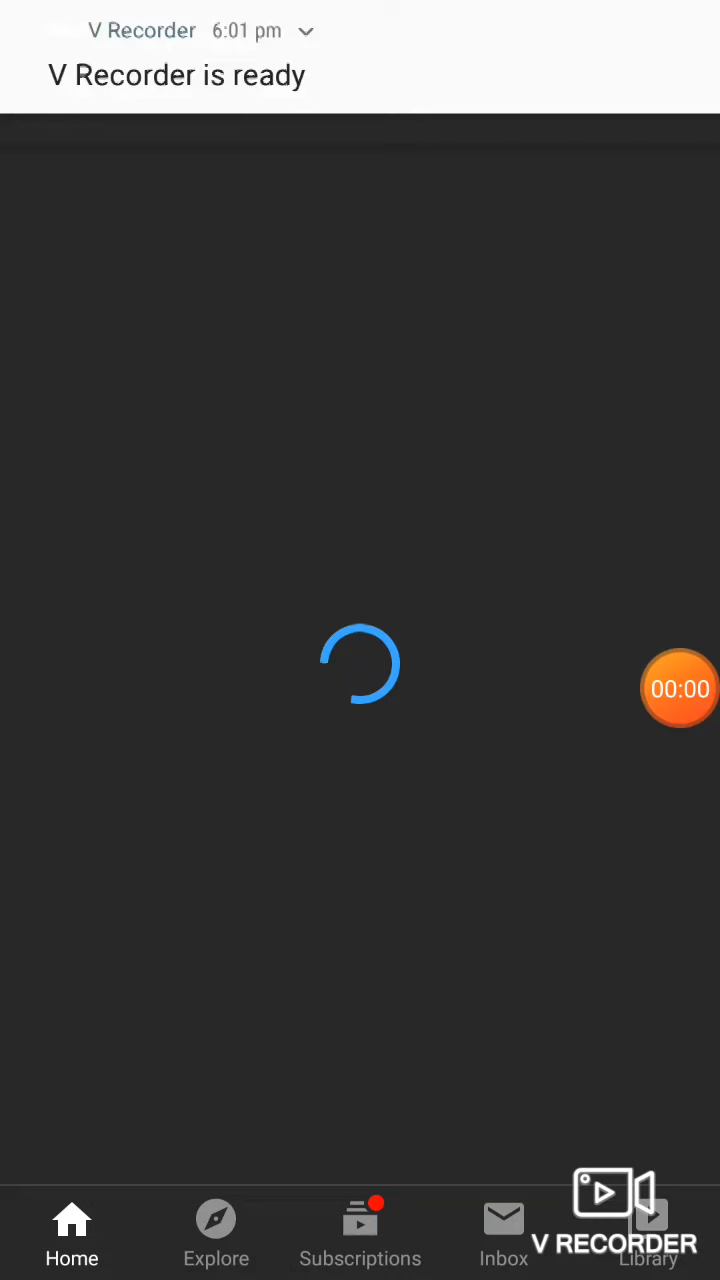 V Recorder 6:01 pm
V Recorder is ready
00:00
Home Explore Subscriptions Inbox Library
V RECORDER